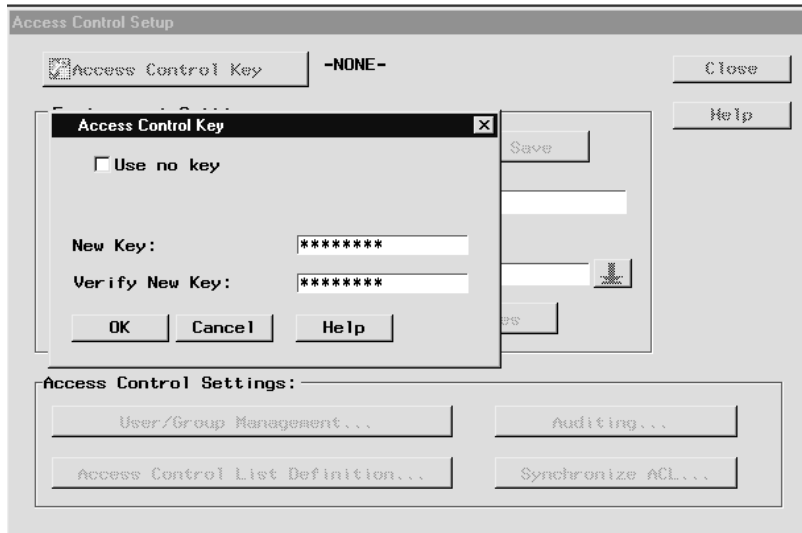 Access Control Setup
Access Control Key
-NONE-
Close
Help
Access Control Key
Save
Use no key
New Key: ********
Verify New Key: ********
OK Cancel Help
es
Access Control Settings:
User/Group Management... Auditing...
Access Control List Definition... Synchronize ACL...